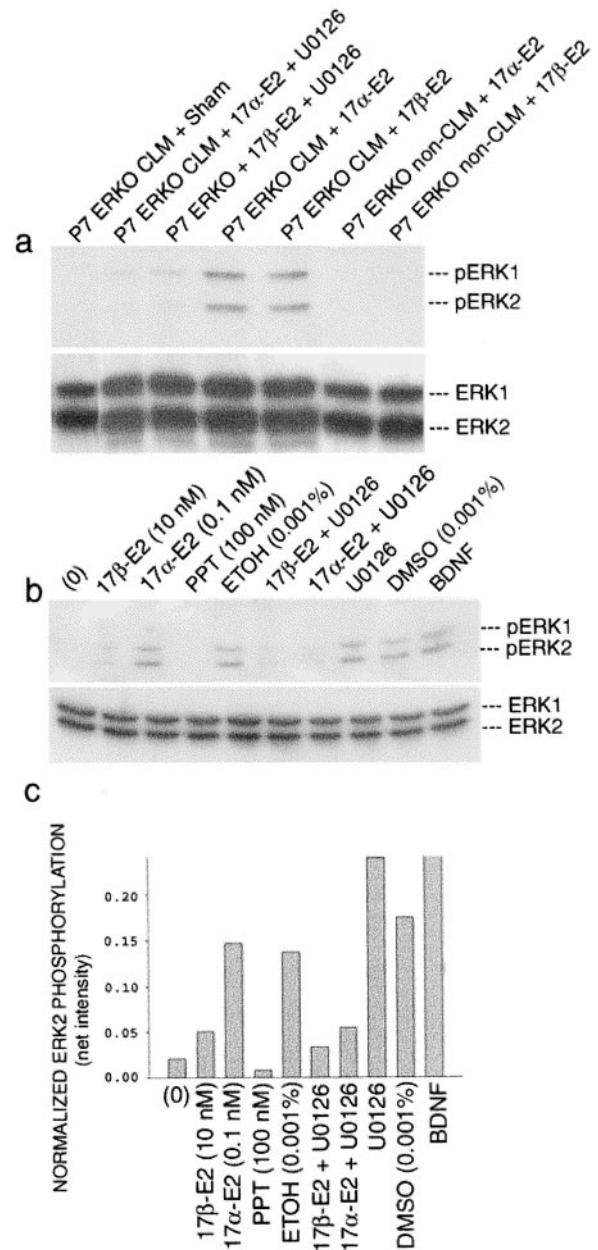 P7 ERKO CLM + Sham
P7 ERKO CLM + 17α-E2 + U0126
P7 ERKO + 17β-E2 + U0126
P7 ERKO CLM + 17α-E2
P7 ERKO CLM + 17β-E2
P7 ERKO non-CLM + 17α-E2
P7 ERKO non-CLM + 17β-E2
a
--- pERK1
--- pERK2
--- ERK1
--- ERK2
(0)
17β-E2 (10 nM)
17α-E2 (0.1 nM)
PPT (100 nM)
ETOH (0.001%)
17β-E2 + U0126
17α-E2 + U0126
U0126
DMSO (0.001%)
BDNF
b
--- pERK1
--- pERK2
--- ERK1
--- ERK2
c
NORMALIZED ERK2 PHOSPHORYLATION
(net intensity)
0.20
0.15
0.10
0.05
0.00
(0)
17β-E2 (10 nM)
17α-E2 (0.1 nM)
PPT (100 nM)
ETOH (0.001%)
17β-E2 + U0126
17α-E2 + U0126
U0126
DMSO (0.001%)
BDNF